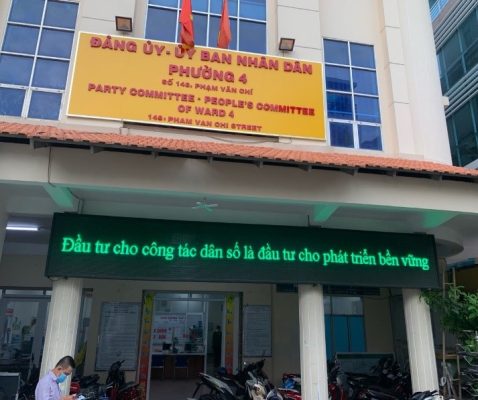 ĐẢNG ỦY - ỦY BAN NHÂN DÂN
PHƯỜNG 4
SỐ 148, PHẠM VĂN CHÍ
PARTY COMMITTEE - PEOPLE'S COMMITTEE
OF WARD 4
148, PHAM VAN CHI STREET
Đầu tư cho công tác dân số là đầu tư cho phát triển bền vững